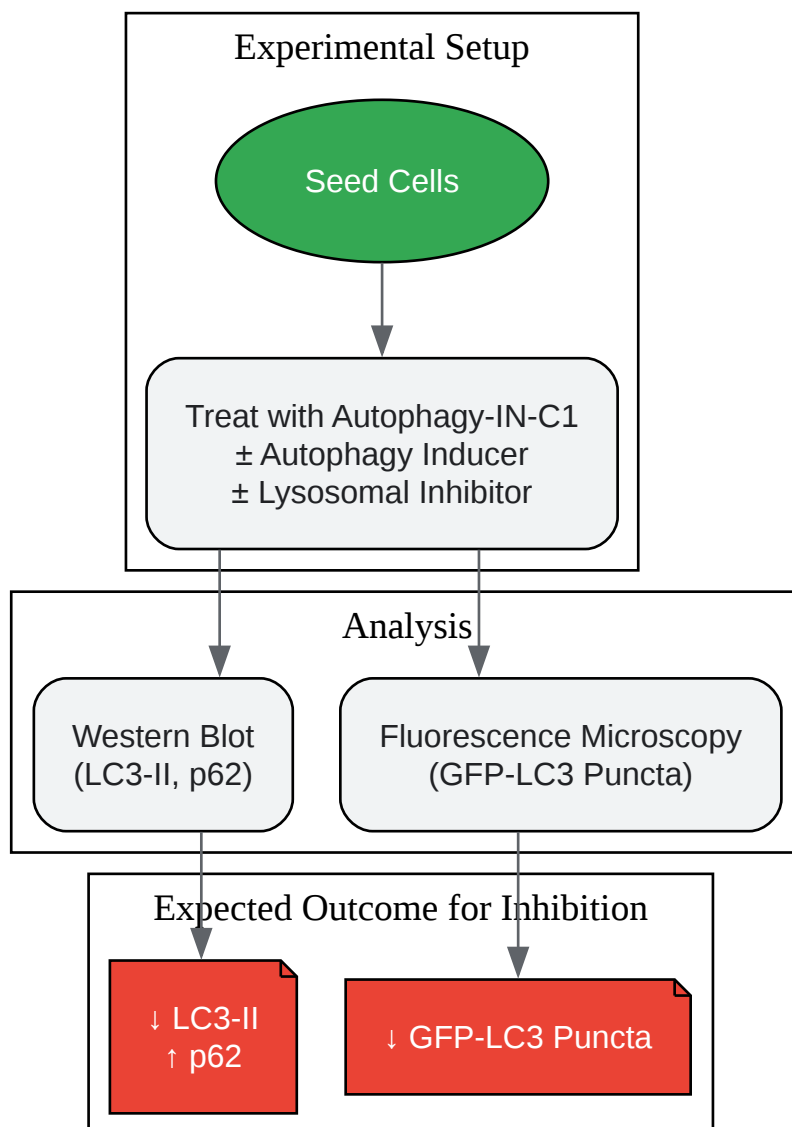 Experimental Setup
Seed Cells
Treat with Autophagy-IN-C1
± Autophagy Inducer
± Lysosomal Inhibitor
Analysis
Western Blot
(LC3-II, p62)
Fluorescence Microscopy
(GFP-LC3 Puncta)
Expected Outcome for Inhibition
↓ LC3-II
↑ p62
↓ GFP-LC3 Puncta